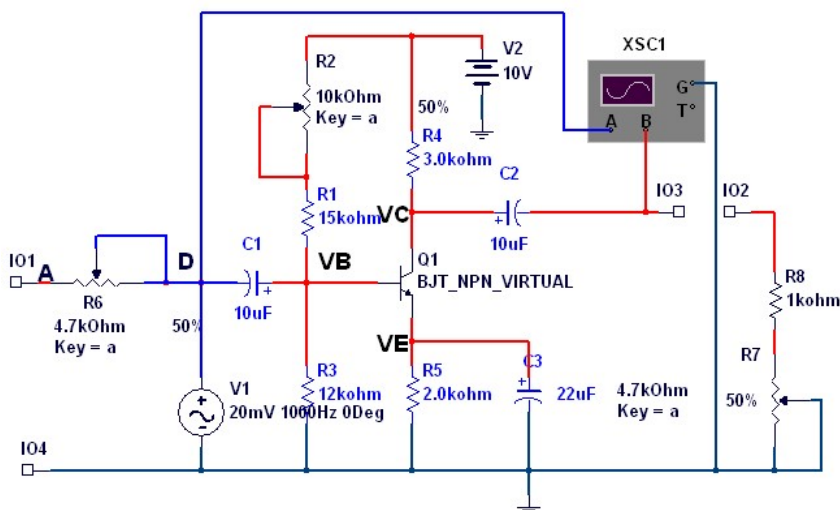 XSC1
G
T
A
B
V2
10V
R2
10kOhm
Key = a
50%
R4
3.0kohm
R1
15kohm
VC
C2
10uF
IO3
IO2
IO1
A
D
C1
10uF
VB
Q1
BJT_NPN_VIRTUAL
R6
4.7kOhm
Key = a
50%
R8
1kohm
VE
R3
12kohm
R5
2.0kohm
C3
22uF
4.7kOhm
Key = a
R7
50%
V1
20mV 1000Hz 0Deg
IO4